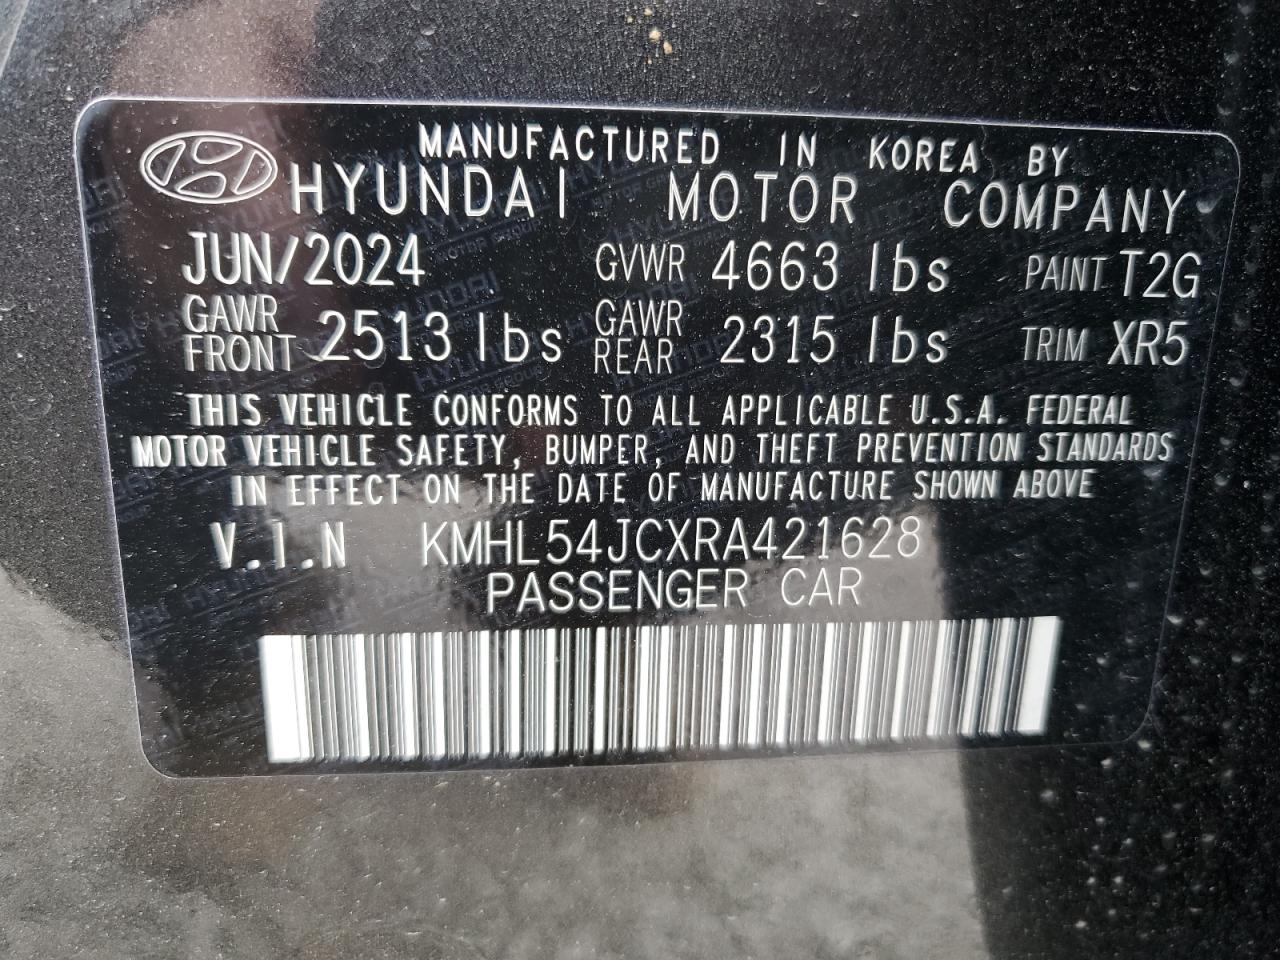 MANUFACTURED IN KOREA BY
HYUNDAI MOTOR COMPANY
JUN/2024 GVWR 4663 lbs PAINT T2G
GAWR FRONT 2513 lbs GAWR REAR 2315 lbs TRIM XR5
THIS VEHICLE CONFORMS TO ALL APPLICABLE U.S.A. FEDERAL
MOTOR VEHICLE SAFETY, BUMPER, AND THEFT PREVENTION STANDARDS
IN EFFECT ON THE DATE OF MANUFACTURE SHOWN ABOVE
V.I.N KMHL54JCXRA421628
PASSENGER CAR